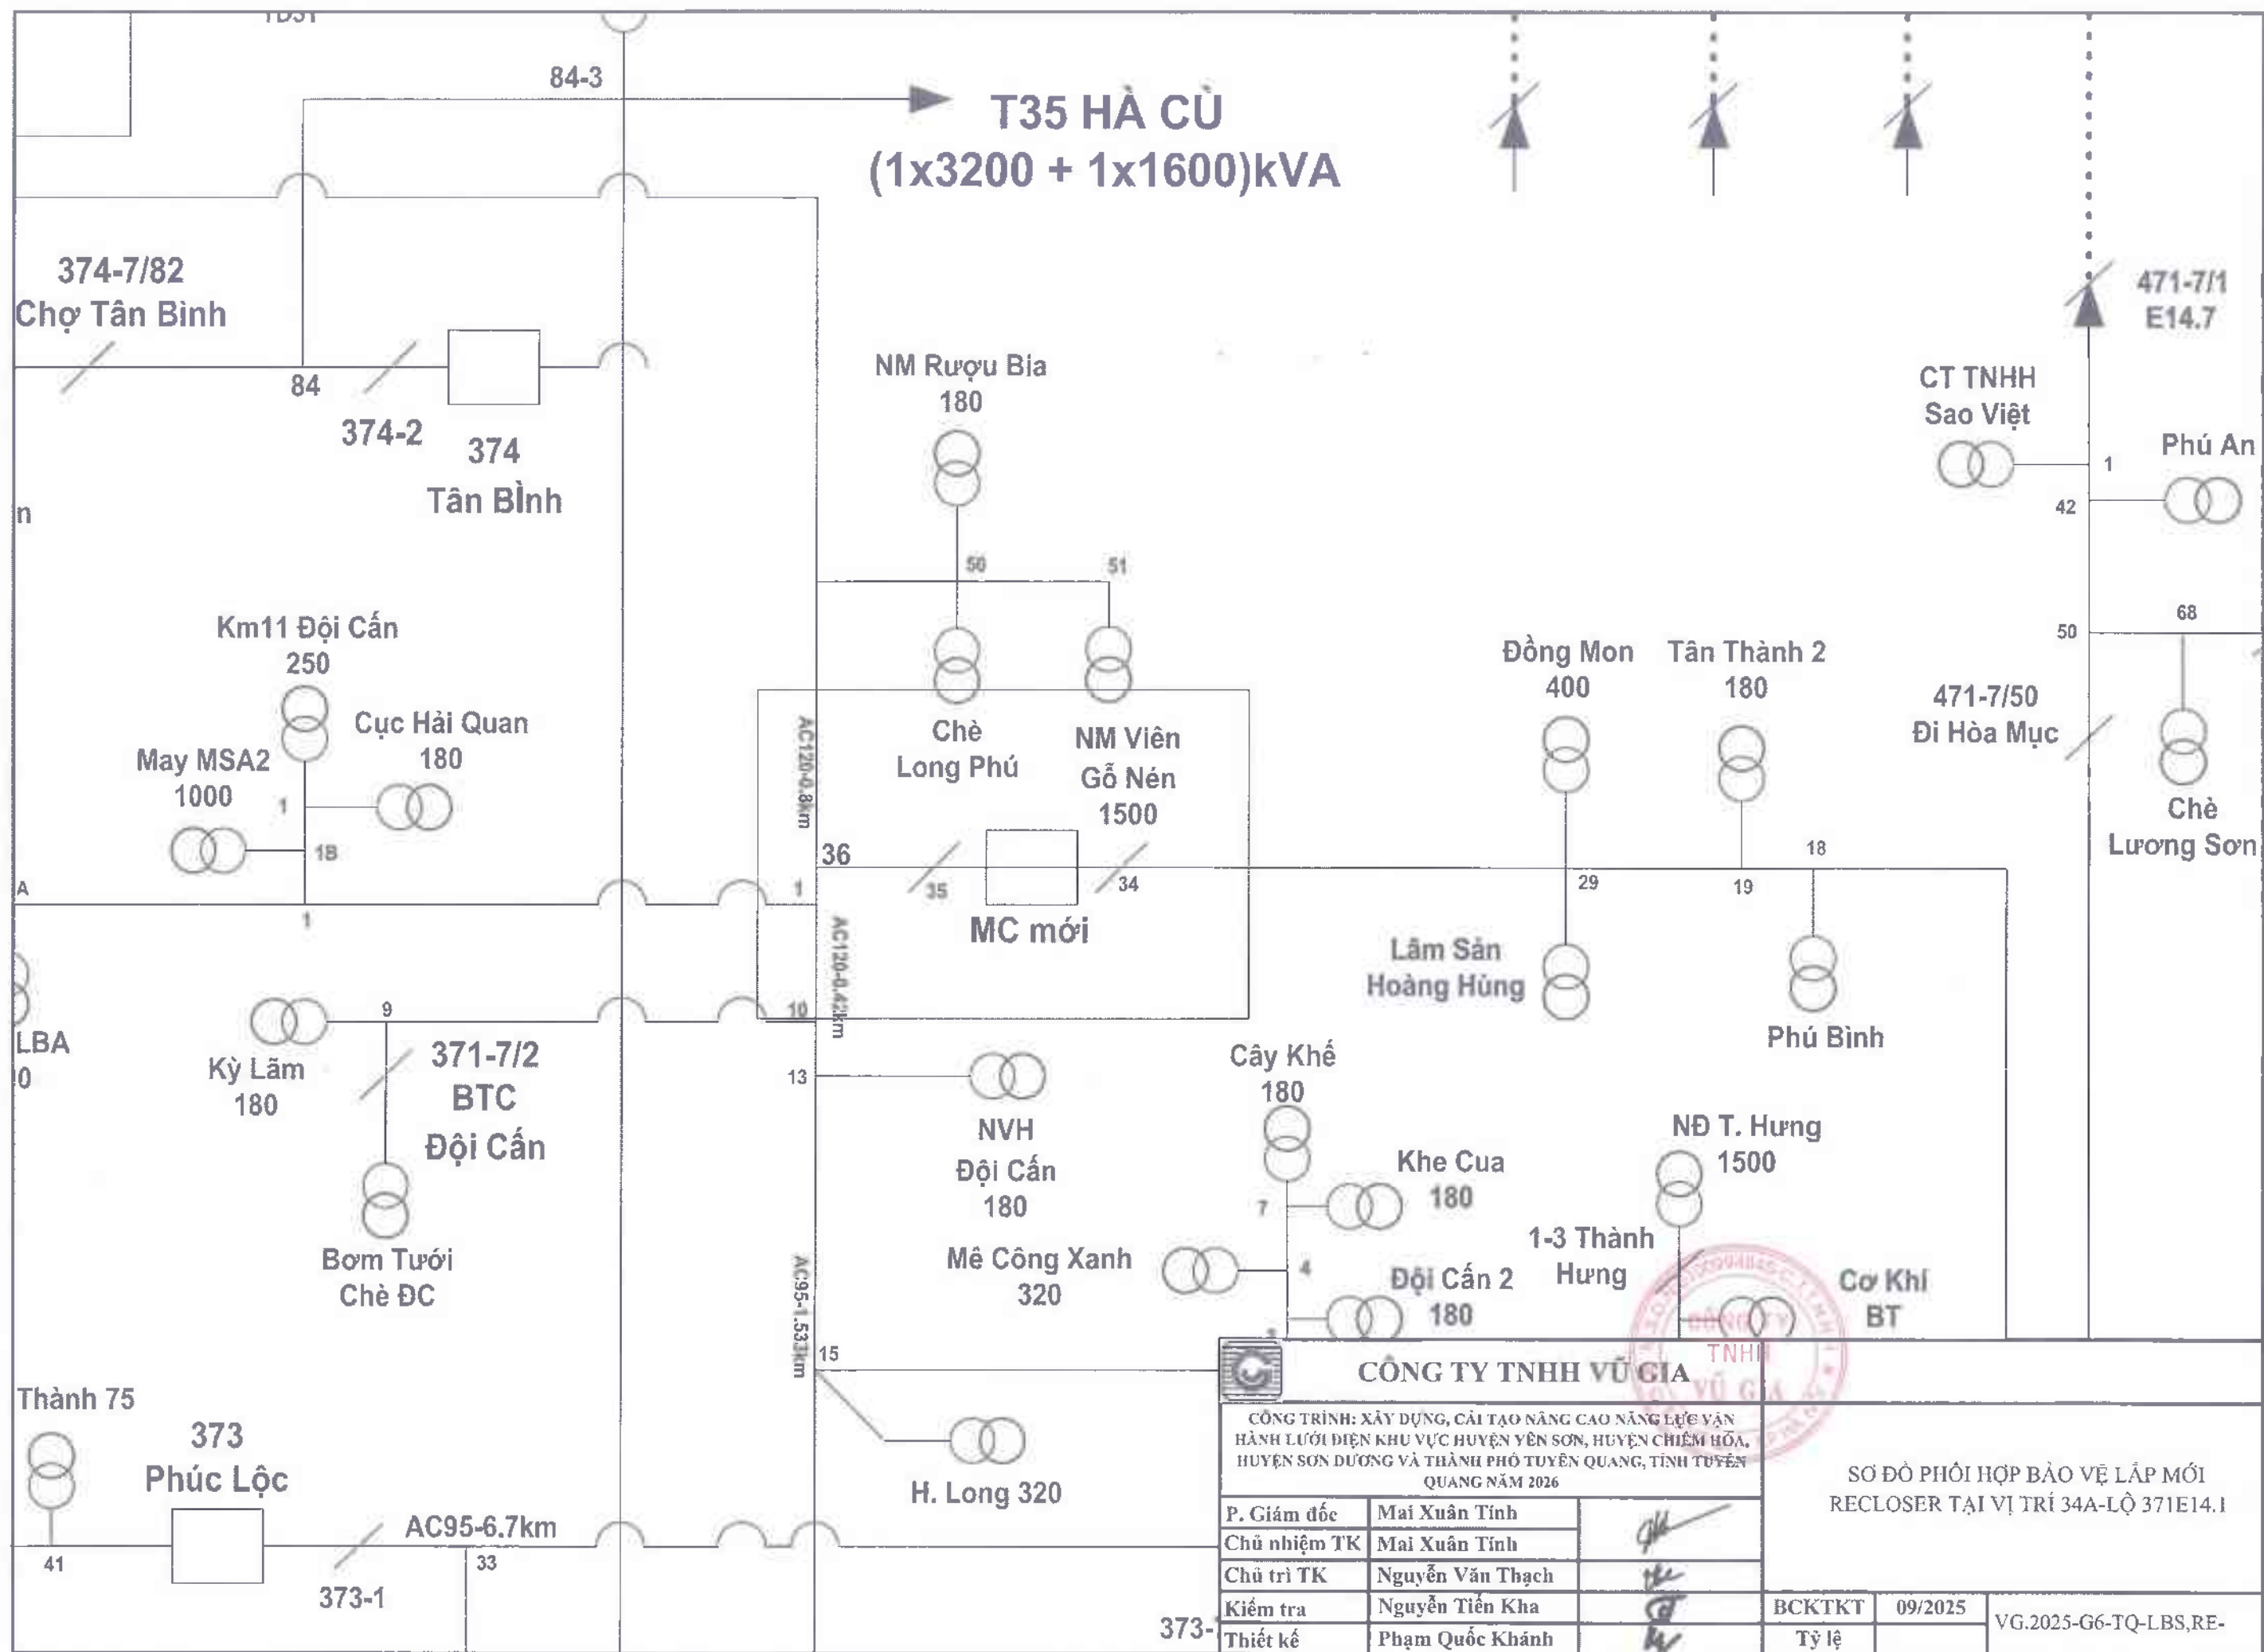 84-3
T35 HÀ CÙ
(1x3200 + 1x1600)kVA
374-7/82
Chợ Tân Bình
84
374-2
374
Tân BÌnh
n
471-7/1
E14.7
CT TNHH
Sao Việt
1
Phú An
42
50
68
471-7/50
Đi Hòa Mục
Chè
Lương Sơn
NM Rượu Bia
180
50
51
Chè
Long Phú
NM Viên
Gỗ Nén
1500
Km11 Đội Cấn
250
Cục Hải Quan
180
May MSA2
1000
1
1B
A
1
AC120-0.8km
36
35
34
MC mới
1
AC120-0.42km
10
Đồng Mon
400
Tân Thành 2
180
29
19
18
Lâm Sản
Hoàng Hùng
Phú Bình
LBA
0
Kỳ Lãm
180
9
371-7/2
BTC
Đội Cấn
Bơm Tưới
Chè ĐC
13
NVH
Đội Cấn
180
Cây Khế
180
7
Khe Cua
180
Mê Công Xanh
320
4
Đội Cấn 2
180
NĐ T. Hưng
1500
1-3 Thành
Hưng
Cơ Khí
BT
AC95-1.533km
15
H. Long 320
Thành 75
41
373
Phúc Lộc
373-1
AC95-6.7km
33
373-
CÔNG TY
TNHH
VŨ GIA
CÔNG TY TNHH VŨ GIA
CÔNG TRÌNH: XÂY DỰNG, CẢI TẠO NÂNG CAO NĂNG LỰC VẬN
HÀNH LƯỚI ĐIỆN KHU VỰC HUYỆN YÊN SƠN, HUYỆN CHIÊM HÓA,
HUYỆN SƠN DƯƠNG VÀ THÀNH PHỐ TUYÊN QUANG, TỈNH TUYÊN
QUANG NĂM 2026
SƠ ĐỒ PHỐI HỢP BẢO VỆ LẮP MỚI
RECLOSER TẠI VỊ TRÍ 34A-LỘ 371E14.1
P. Giám đốc Mai Xuân Tính
Chủ nhiệm TK Mai Xuân Tính
Chủ trì TK Nguyễn Văn Thạch
Kiểm tra Nguyễn Tiến Kha
Thiết kế Phạm Quốc Khánh
BCKTKT 09/2025
Tỷ lệ
VG.2025-G6-TQ-LBS,RE-